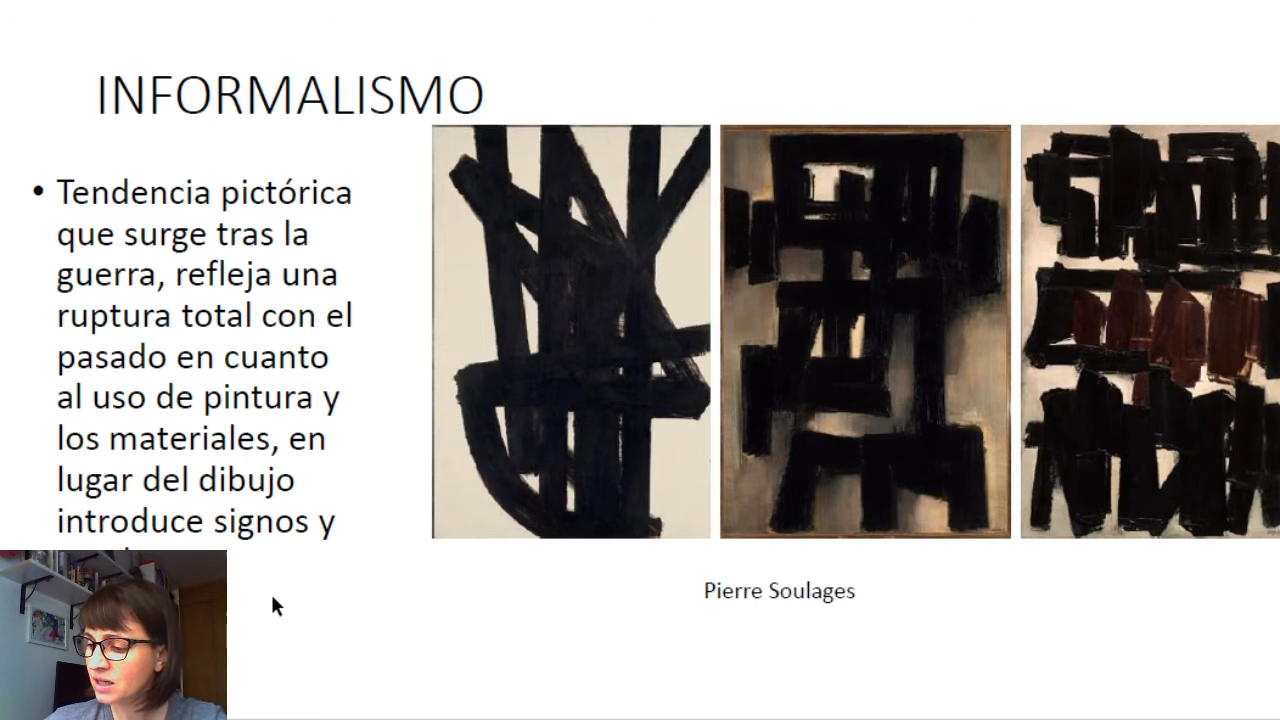 INFORMALISMO
• Tendencia pictórica
que surge tras la
guerra, refleja una
ruptura total con el
pasado en cuanto
al uso de pintura y
los materiales, en
lugar del dibujo
introduce signos y
Pierre Soulages